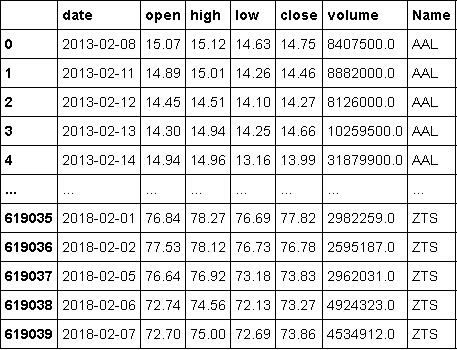 date open high low close volume Name
0 2013-02-08 15.07 15.12 14.63 14.75 8407500.0 AAL
1 2013-02-11 14.89 15.01 14.26 14.46 8882000.0 AAL
2 2013-02-12 14.45 14.51 14.10 14.27 8126000.0 AAL
3 2013-02-13 14.30 14.94 14.25 14.66 10259500.0 AAL
4 2013-02-14 14.94 14.96 13.16 13.99 31879900.0 AAL
... ... ... ... ... ... ... ...
619035 2018-02-01 76.84 78.27 76.69 77.82 2982259.0 ZTS
619036 2018-02-02 77.53 78.12 76.73 76.78 2595187.0 ZTS
619037 2018-02-05 76.64 76.92 73.18 73.83 2962031.0 ZTS
619038 2018-02-06 72.74 74.56 72.13 73.27 4924323.0 ZTS
619039 2018-02-07 72.70 75.00 72.69 73.86 4534912.0 ZTS